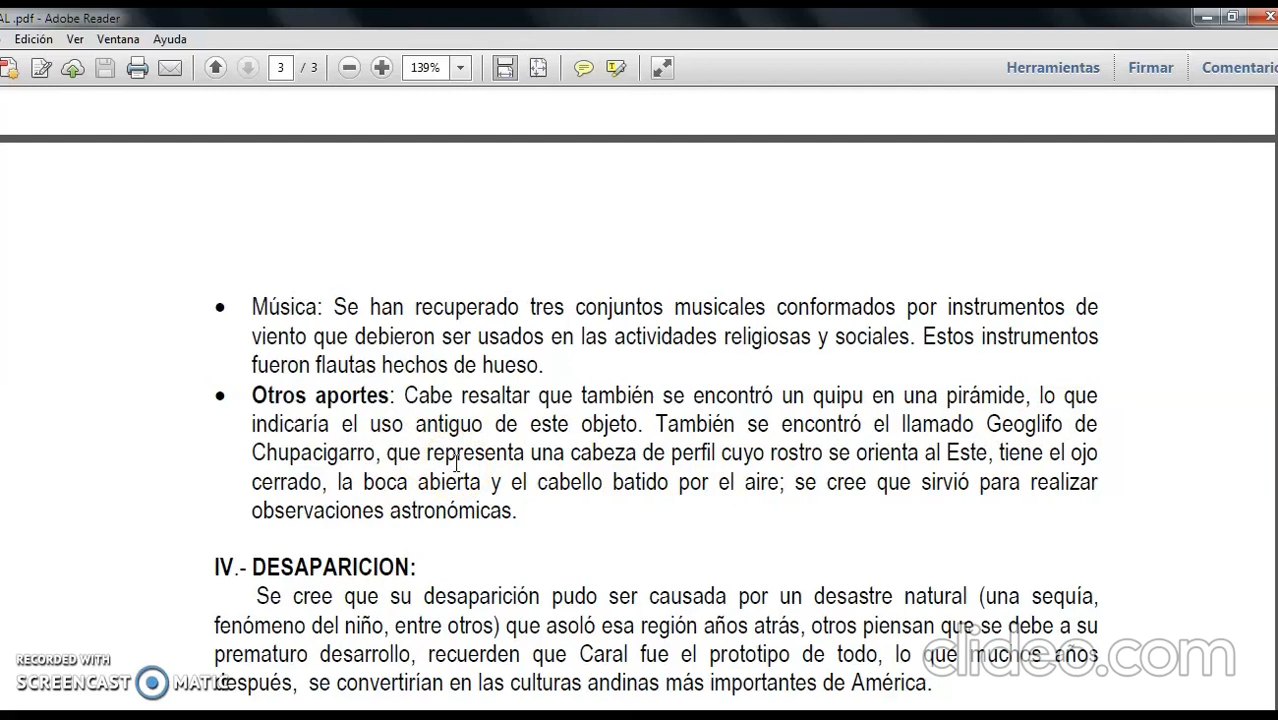 AL .pdf - Adobe Reader
Edición Ver Ventana Ayuda
3 / 3 139% Herramientas Firmar Comentario
• Música: Se han recuperado tres conjuntos musicales conformados por instrumentos de
viento que debieron ser usados en las actividades religiosas y sociales. Estos instrumentos
fueron flautas hechos de hueso.
• Otros aportes: Cabe resaltar que también se encontró un quipu en una pirámide, lo que
indicaría el uso antiguo de este objeto. También se encontró el llamado Geoglifo de
Chupacigarro, que representa una cabeza de perfil cuyo rostro se orienta al Este, tiene el ojo
cerrado, la boca abierta y el cabello batido por el aire; se cree que sirvió para realizar
observaciones astronómicas.
IV.- DESAPARICION:
Se cree que su desaparición pudo ser causada por un desastre natural (una sequía,
fenómeno del niño, entre otros) que asoló esa región años atrás, otros piensan que se debe a su
prematuro desarrollo, recuerden que Caral fue el prototipo de todo, lo que muchos años
después, se convertirían en las culturas andinas más importantes de América.
clideo.com
RECORDED WITH
SCREENCAST MATIC